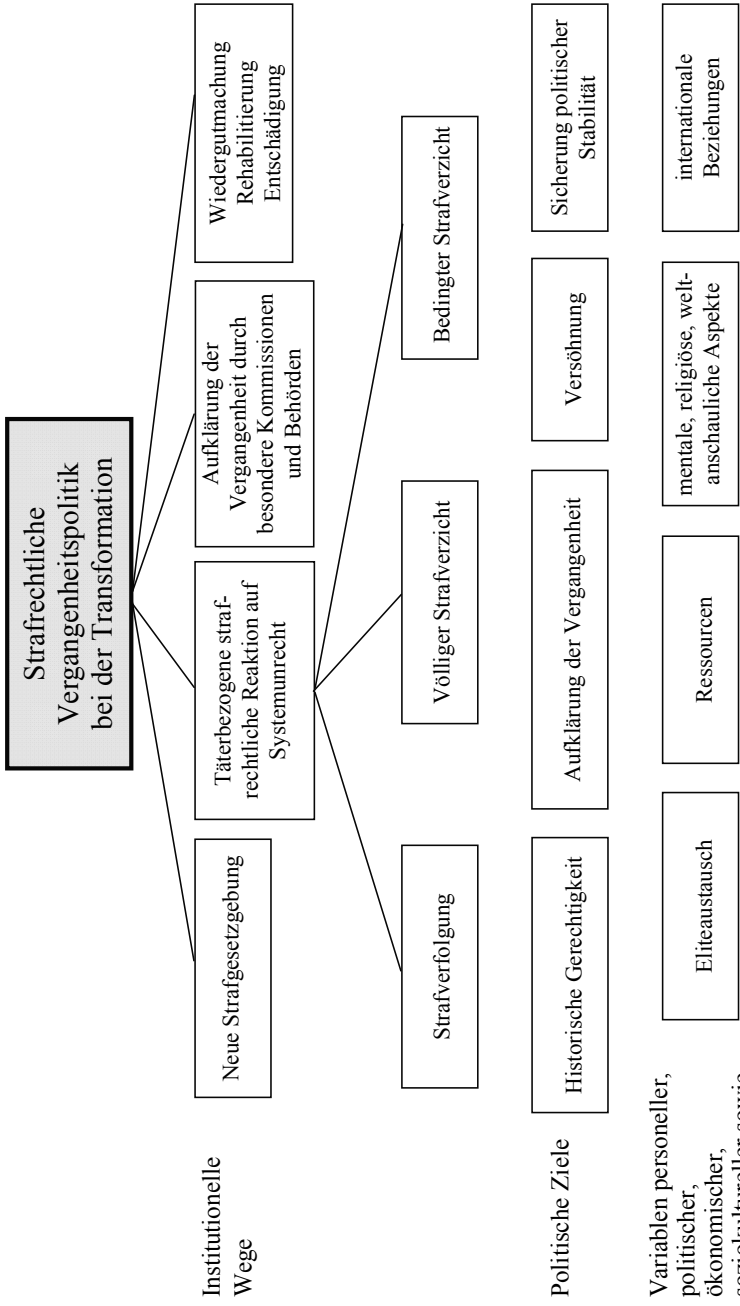 Strafrechtliche
Vergangenheitspolitik
bei der Transformation
Institutionelle
Wege
Neue Strafgesetzgebung
Täterbezogene straf-
rechtliche Reaktion auf
Systemunrecht
Aufklärung der
Vergangenheit durch
besondere Kommissionen
und Behörden
Wiedergutmachung
Rehabilitierung
Entschädigung
Strafverfolgung
Völliger Strafverzicht
Bedingter Strafverzicht
Politische Ziele
Historische Gerechtigkeit
Aufklärung der Vergangenheit
Versöhnung
Sicherung politischer
Stabilität
Variablen personeller,
politischer,
ökonomischer,
soziokultureller sowie
Eliteaustausch
Ressourcen
mentale, religiöse, welt-
anschauliche Aspekte
internationale
Beziehungen